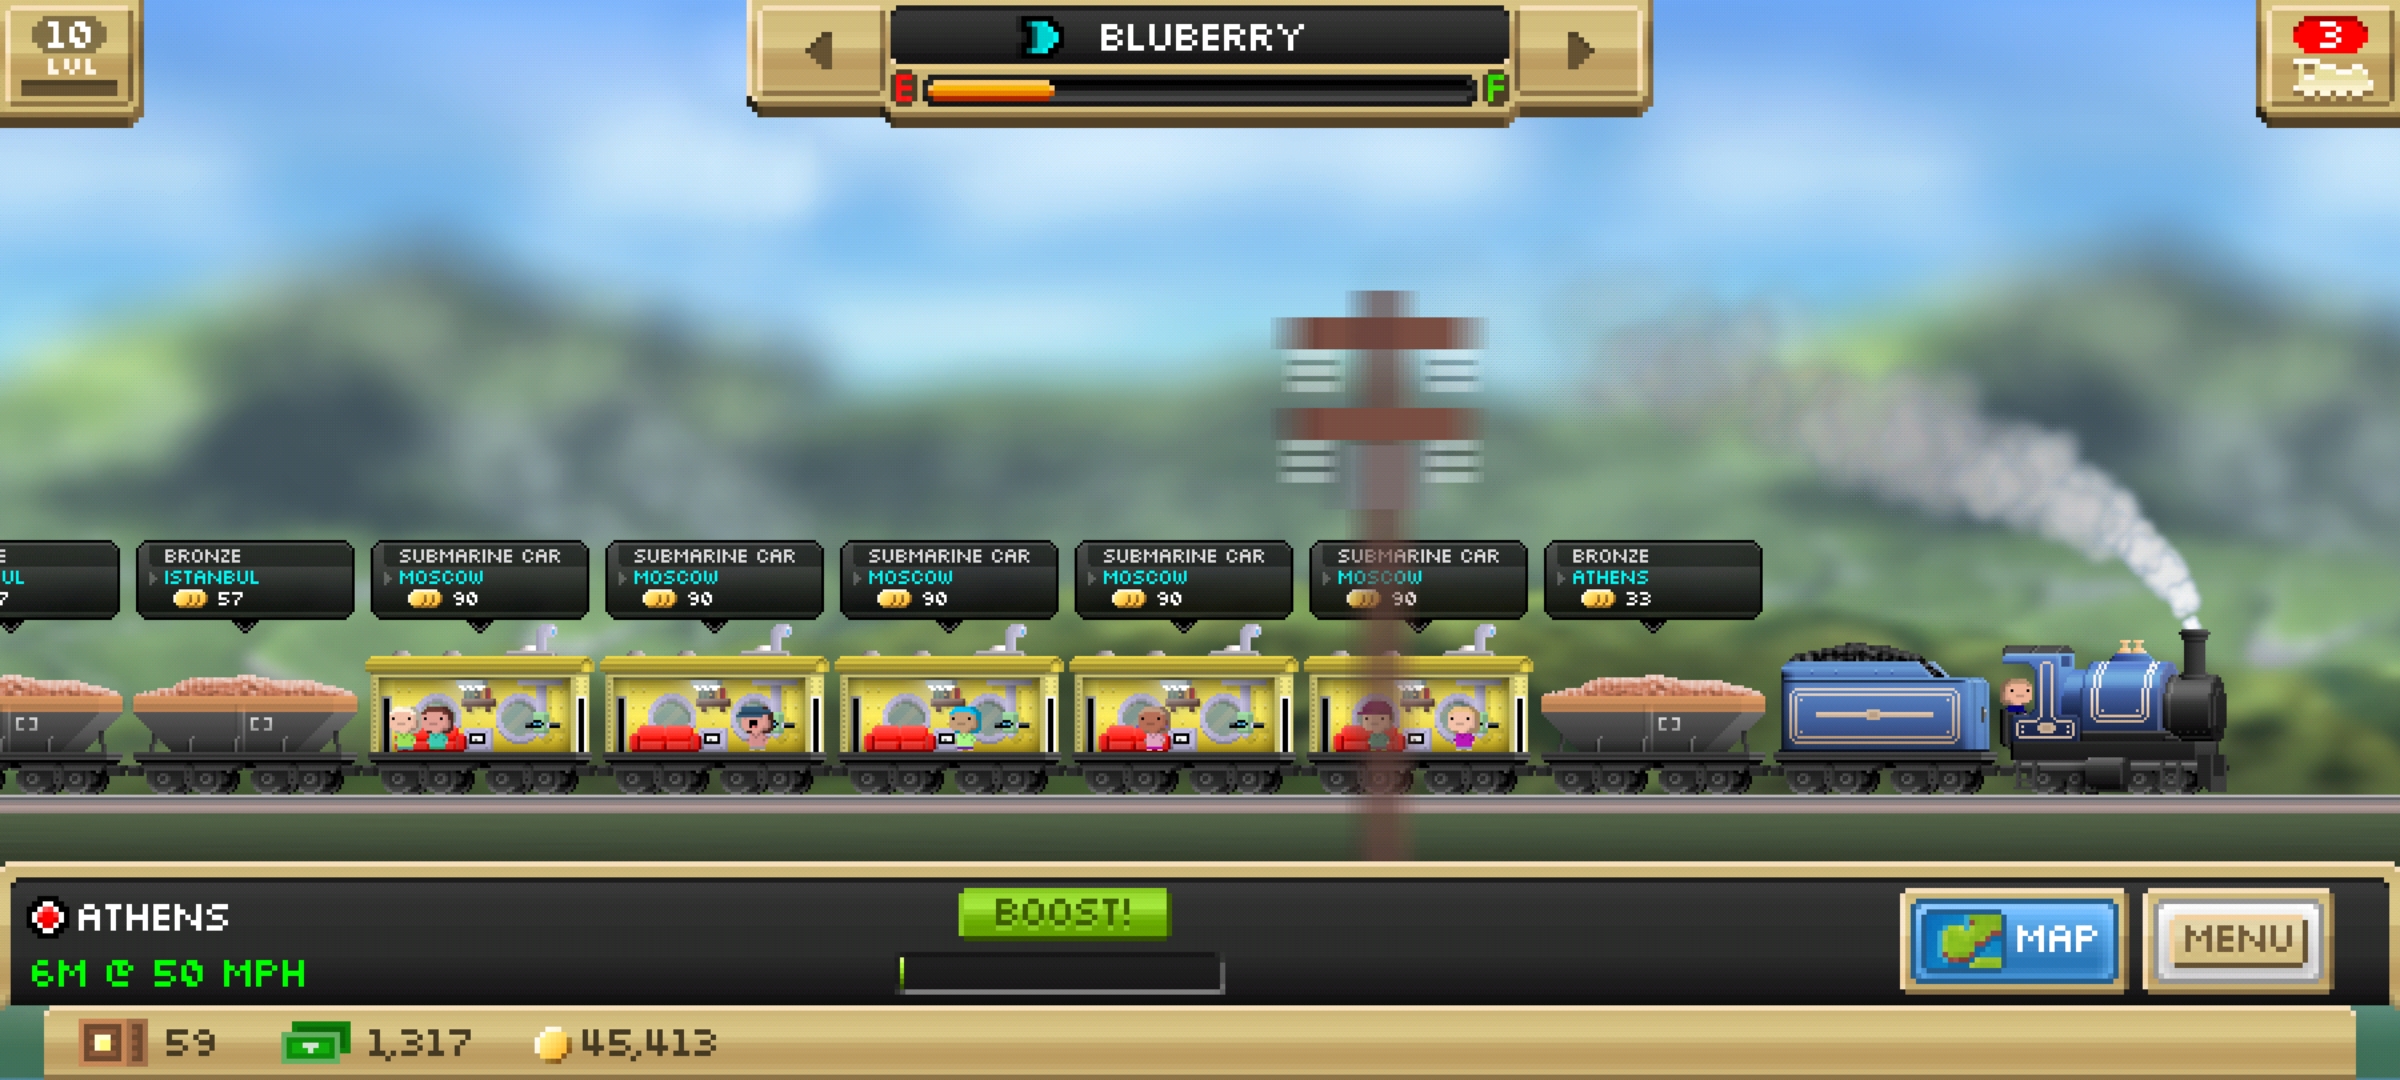 10
LVL
BLUBERRY
E
F
3
E
UL
7
BRONZE
ISTANBUL
57
SUBMARINE CAR
MOSCOW
90
SUBMARINE CAR
MOSCOW
90
SUBMARINE CAR
MOSCOW
90
SUBMARINE CAR
MOSCOW
90
SUBMARINE CAR
MOSCOW
90
BRONZE
ATHENS
33
ATHENS
6M @ 50 MPH
BOOST!
MAP
MENU
59
1,317
45,413